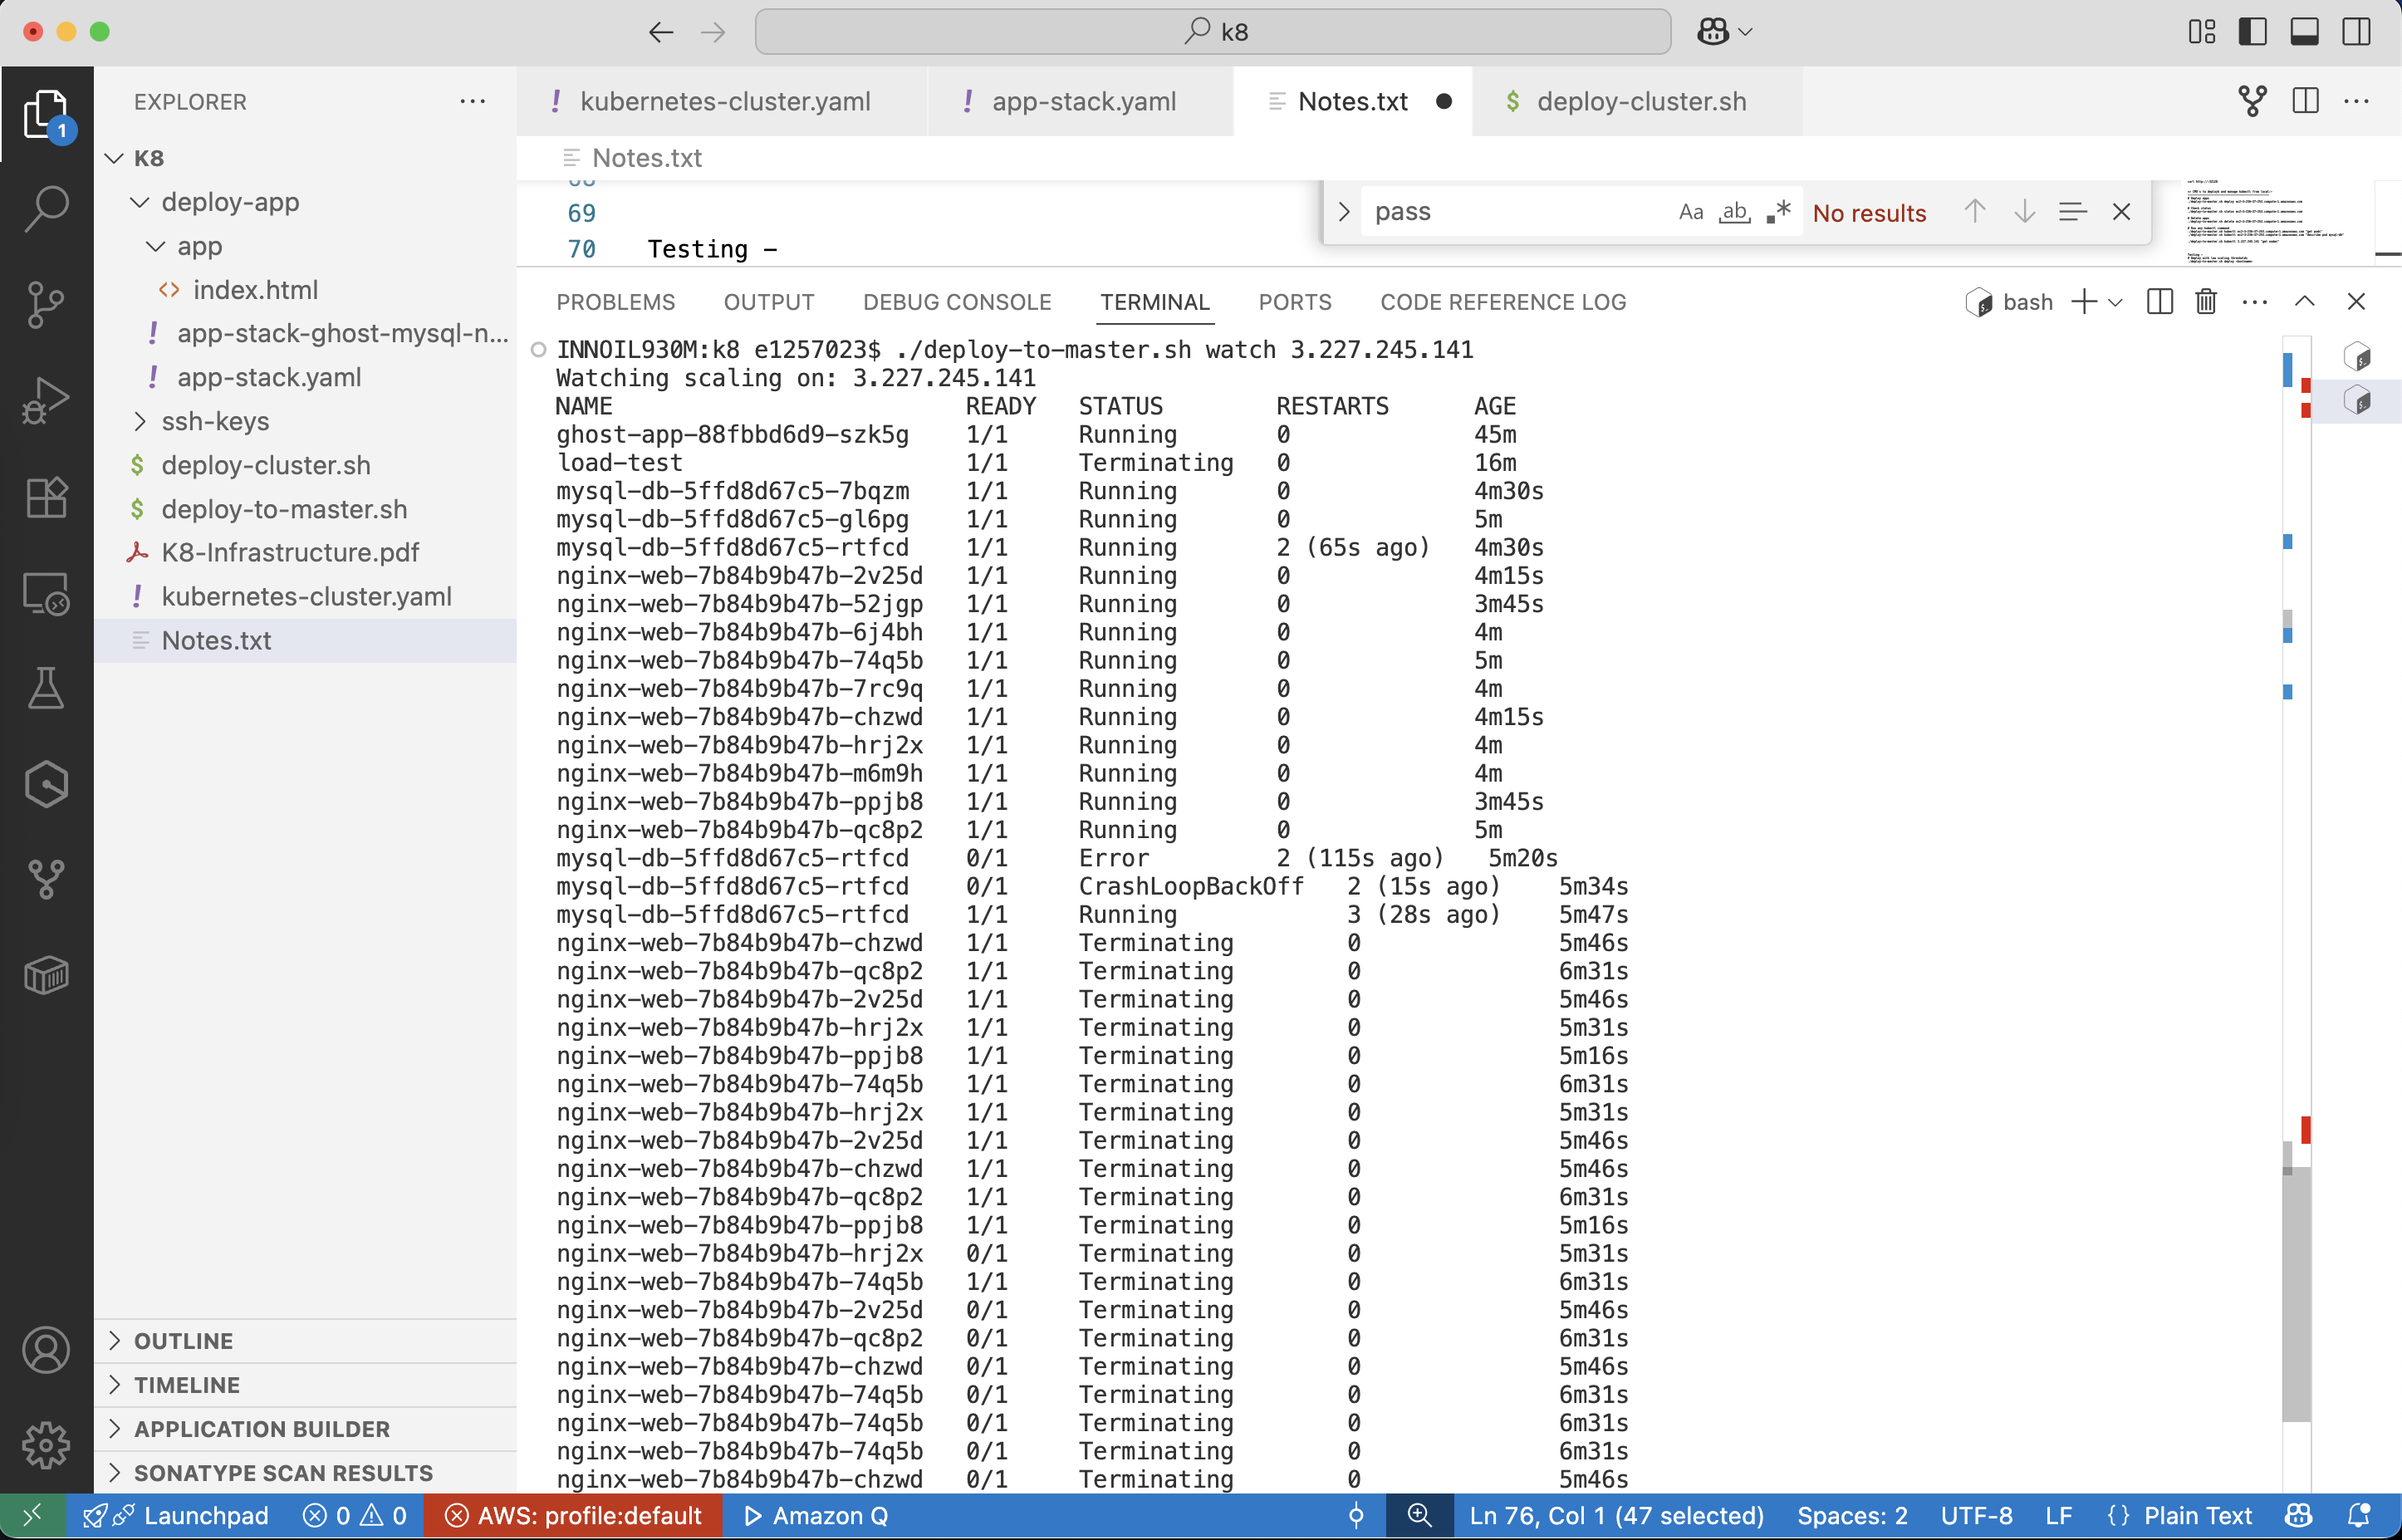 k8
EXPLORER
kubernetes-cluster.yaml
app-stack.yaml
Notes.txt
deploy-cluster.sh
1
K8
deploy-app
app
index.html
app-stack-ghost-mysql-n...
app-stack.yaml
ssh-keys
deploy-cluster.sh
deploy-to-master.sh
K8-Infrastructure.pdf
kubernetes-cluster.yaml
Notes.txt
OUTLINE
TIMELINE
APPLICATION BUILDER
SONATYPE SCAN RESULTS
Notes.txt
68
69
70 Testing -
pass
Aa ab .*
No results
PROBLEMS OUTPUT DEBUG CONSOLE TERMINAL PORTS CODE REFERENCE LOG
bash
INNOIL930M:k8 e1257023$ ./deploy-to-master.sh watch 3.227.245.141
Watching scaling on: 3.227.245.141
NAME READY STATUS RESTARTS AGE
ghost-app-88fbbd6d9-szk5g 1/1 Running 0 45m
load-test 1/1 Terminating 0 16m
mysql-db-5ffd8d67c5-7bqzm 1/1 Running 0 4m30s
mysql-db-5ffd8d67c5-gl6pg 1/1 Running 0 5m
mysql-db-5ffd8d67c5-rtfcd 1/1 Running 2 (65s ago) 4m30s
nginx-web-7b84b9b47b-2v25d 1/1 Running 0 4m15s
nginx-web-7b84b9b47b-52jgp 1/1 Running 0 3m45s
nginx-web-7b84b9b47b-6j4bh 1/1 Running 0 4m
nginx-web-7b84b9b47b-74q5b 1/1 Running 0 5m
nginx-web-7b84b9b47b-7rc9q 1/1 Running 0 4m
nginx-web-7b84b9b47b-chzwd 1/1 Running 0 4m15s
nginx-web-7b84b9b47b-hrj2x 1/1 Running 0 4m
nginx-web-7b84b9b47b-m6m9h 1/1 Running 0 4m
nginx-web-7b84b9b47b-ppjb8 1/1 Running 0 3m45s
nginx-web-7b84b9b47b-qc8p2 1/1 Running 0 5m
mysql-db-5ffd8d67c5-rtfcd 0/1 Error 2 (115s ago) 5m20s
mysql-db-5ffd8d67c5-rtfcd 0/1 CrashLoopBackOff 2 (15s ago) 5m34s
mysql-db-5ffd8d67c5-rtfcd 1/1 Running 3 (28s ago) 5m47s
nginx-web-7b84b9b47b-chzwd 1/1 Terminating 0 5m46s
nginx-web-7b84b9b47b-qc8p2 1/1 Terminating 0 6m31s
nginx-web-7b84b9b47b-2v25d 1/1 Terminating 0 5m46s
nginx-web-7b84b9b47b-hrj2x 1/1 Terminating 0 5m31s
nginx-web-7b84b9b47b-ppjb8 1/1 Terminating 0 5m16s
nginx-web-7b84b9b47b-74q5b 1/1 Terminating 0 6m31s
nginx-web-7b84b9b47b-hrj2x 1/1 Terminating 0 5m31s
nginx-web-7b84b9b47b-2v25d 1/1 Terminating 0 5m46s
nginx-web-7b84b9b47b-chzwd 1/1 Terminating 0 5m46s
nginx-web-7b84b9b47b-qc8p2 1/1 Terminating 0 6m31s
nginx-web-7b84b9b47b-ppjb8 1/1 Terminating 0 5m16s
nginx-web-7b84b9b47b-hrj2x 0/1 Terminating 0 5m31s
nginx-web-7b84b9b47b-74q5b 1/1 Terminating 0 6m31s
nginx-web-7b84b9b47b-2v25d 0/1 Terminating 0 5m46s
nginx-web-7b84b9b47b-qc8p2 0/1 Terminating 0 6m31s
nginx-web-7b84b9b47b-chzwd 0/1 Terminating 0 5m46s
nginx-web-7b84b9b47b-74q5b 0/1 Terminating 0 6m31s
nginx-web-7b84b9b47b-74q5b 0/1 Terminating 0 6m31s
nginx-web-7b84b9b47b-74q5b 0/1 Terminating 0 6m31s
nginx-web-7b84b9b47b-chzwd 0/1 Terminating 0 5m46s
Launchpad 0 0 AWS: profile:default Amazon Q Ln 76, Col 1 (47 selected) Spaces: 2 UTF-8 LF {} Plain Text